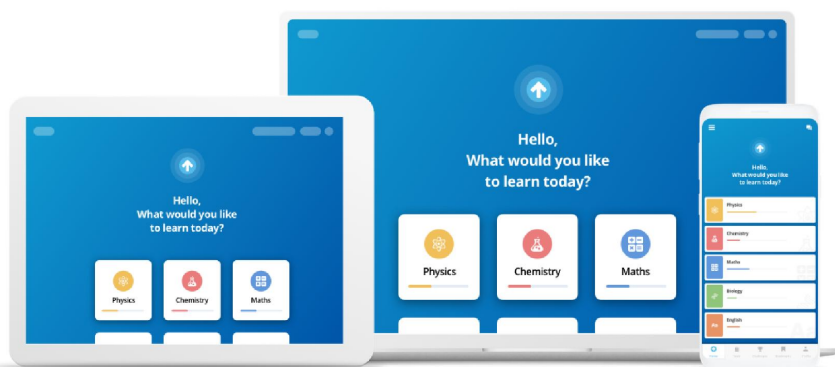 Hello,
What would you like
to learn today?
Physics
Chemistry
Maths
Hello,
What would you like
to learn today?
Physics
Chemistry
Maths
Hello,
What would you like
to learn today?
Physics
Chemistry
Maths
Biology
English